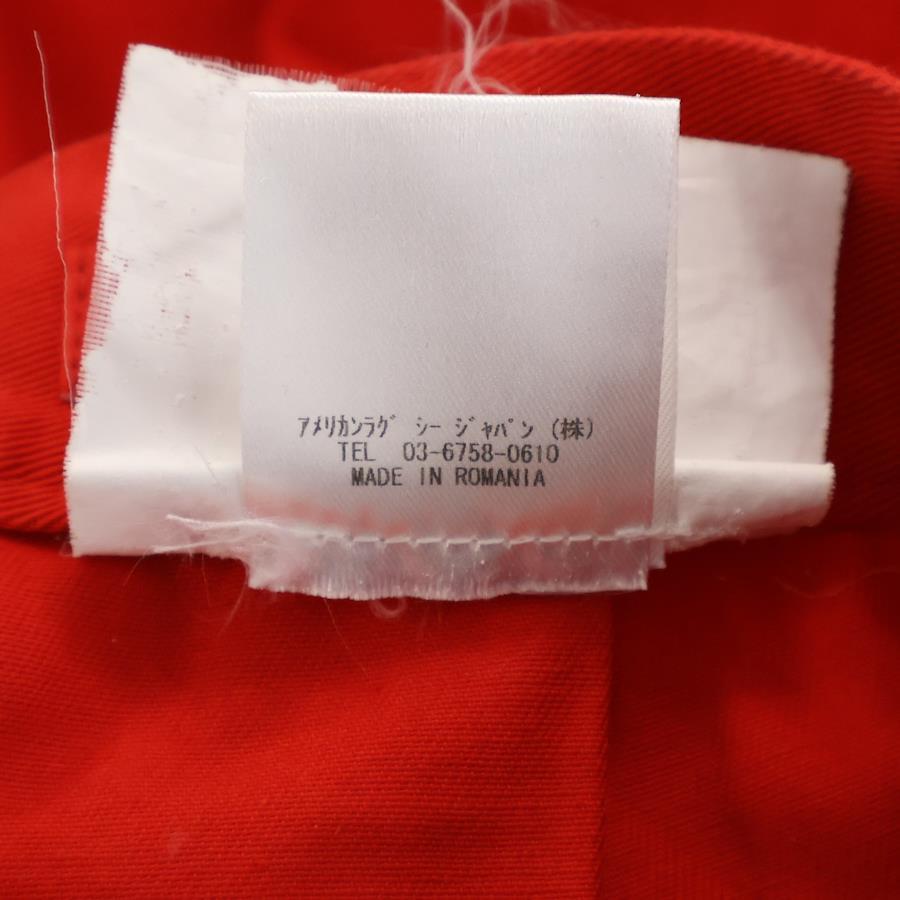 ｱﾒﾘｶﾝﾗｸﾞ ｼｰ ｼﾞｬﾊﾟﾝ (株)
TEL 03-6758-0610
MADE IN ROMANIA